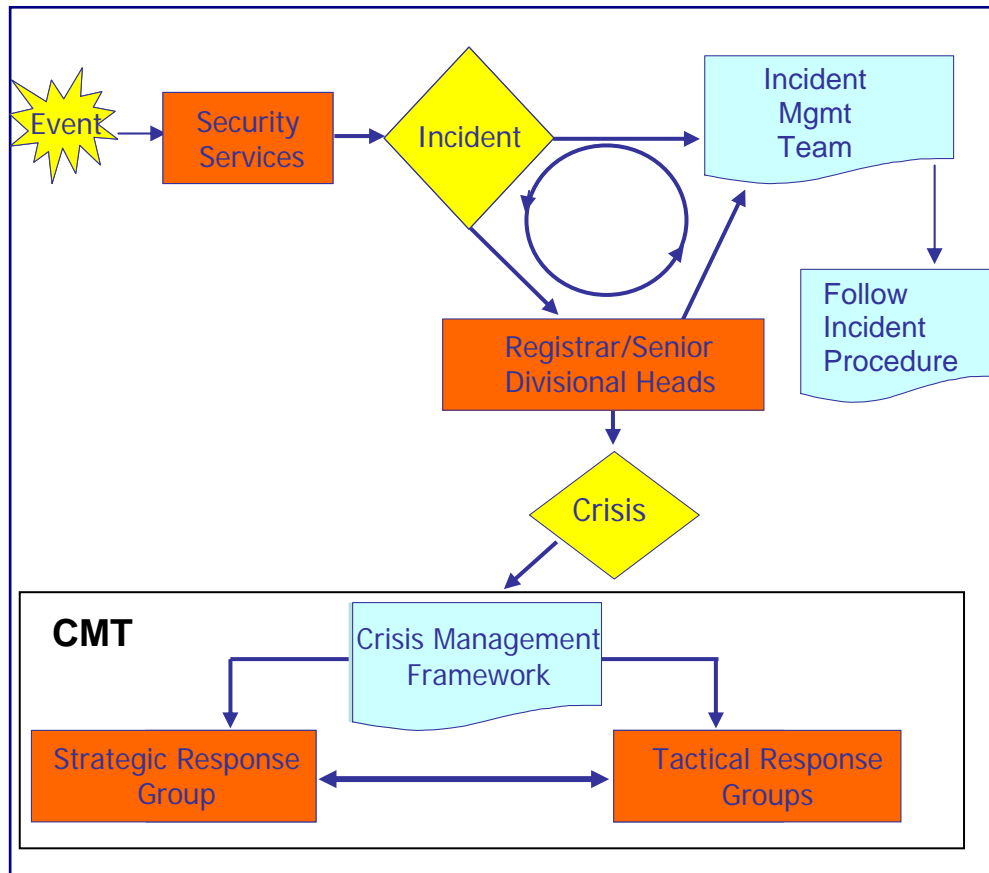 Event
Security
Services
Incident
Incident
Mgmt
Team
Follow
Incident
Procedure
Registrar/Senior
Divisional Heads
Crisis
CMT
Crisis Management
Framework
Strategic Response
Group
Tactical Response
Groups